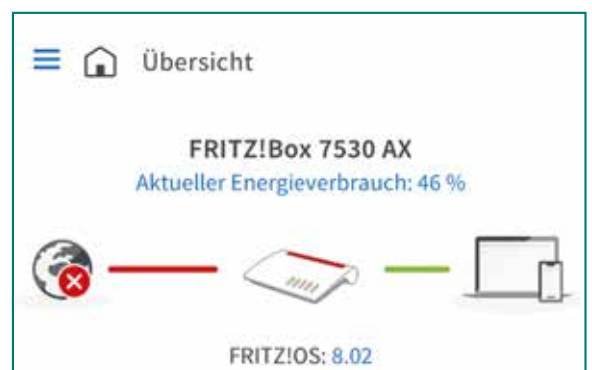 Übersicht
FRITZ!Box 7530 AX
Aktueller Energieverbrauch: 46 %
FRITZ!OS: 8.02